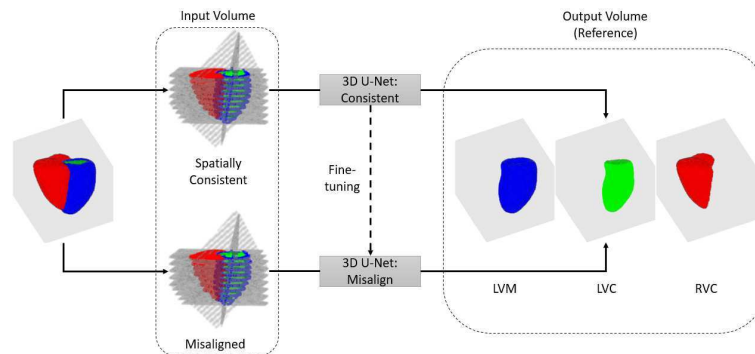 Input Volume
Output Volume
(Reference)
3D U-Net:
Consistent
Spatially
Consistent
Fine-
tuning
3D U-Net:
Misalign
LVM
LVC
RVC
Misaligned